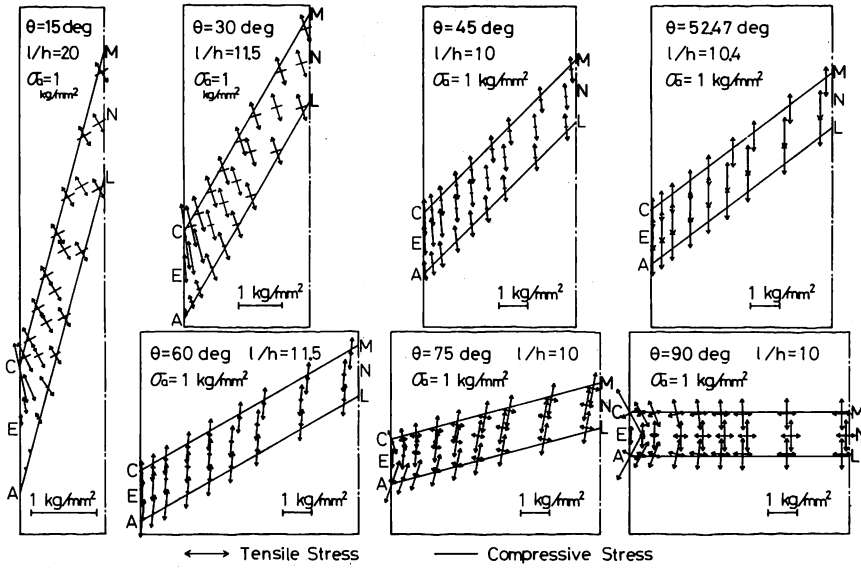 θ=15deg
l/h=20
σa=1
kg/mm²
M
N
L
C
E
A
1 kg/mm²
θ=30 deg
l/h=11.5
σa=1
kg/mm²
M
N
L
C
E
A
1 kg/mm²
θ=45 deg
l/h=10
σa=1 kg/mm²
M
N
L
C
E
A
1 kg/mm²
θ=52.47 deg
l/h=10.4
σa=1 kg/mm²
M
N
L
C
E
A
1 kg/mm²
θ=60 deg l/h=11.5
σa=1 kg/mm²
M
N
L
C
E
A
1 kg/mm²
θ=75 deg l/h=10
σa=1 kg/mm²
M
N
L
C
E
A
1 kg/mm²
θ=90 deg l/h=10
σa=1 kg/mm²
C
M
E
N
A
L
1 kg/mm²
Tensile Stress
Compressive Stress